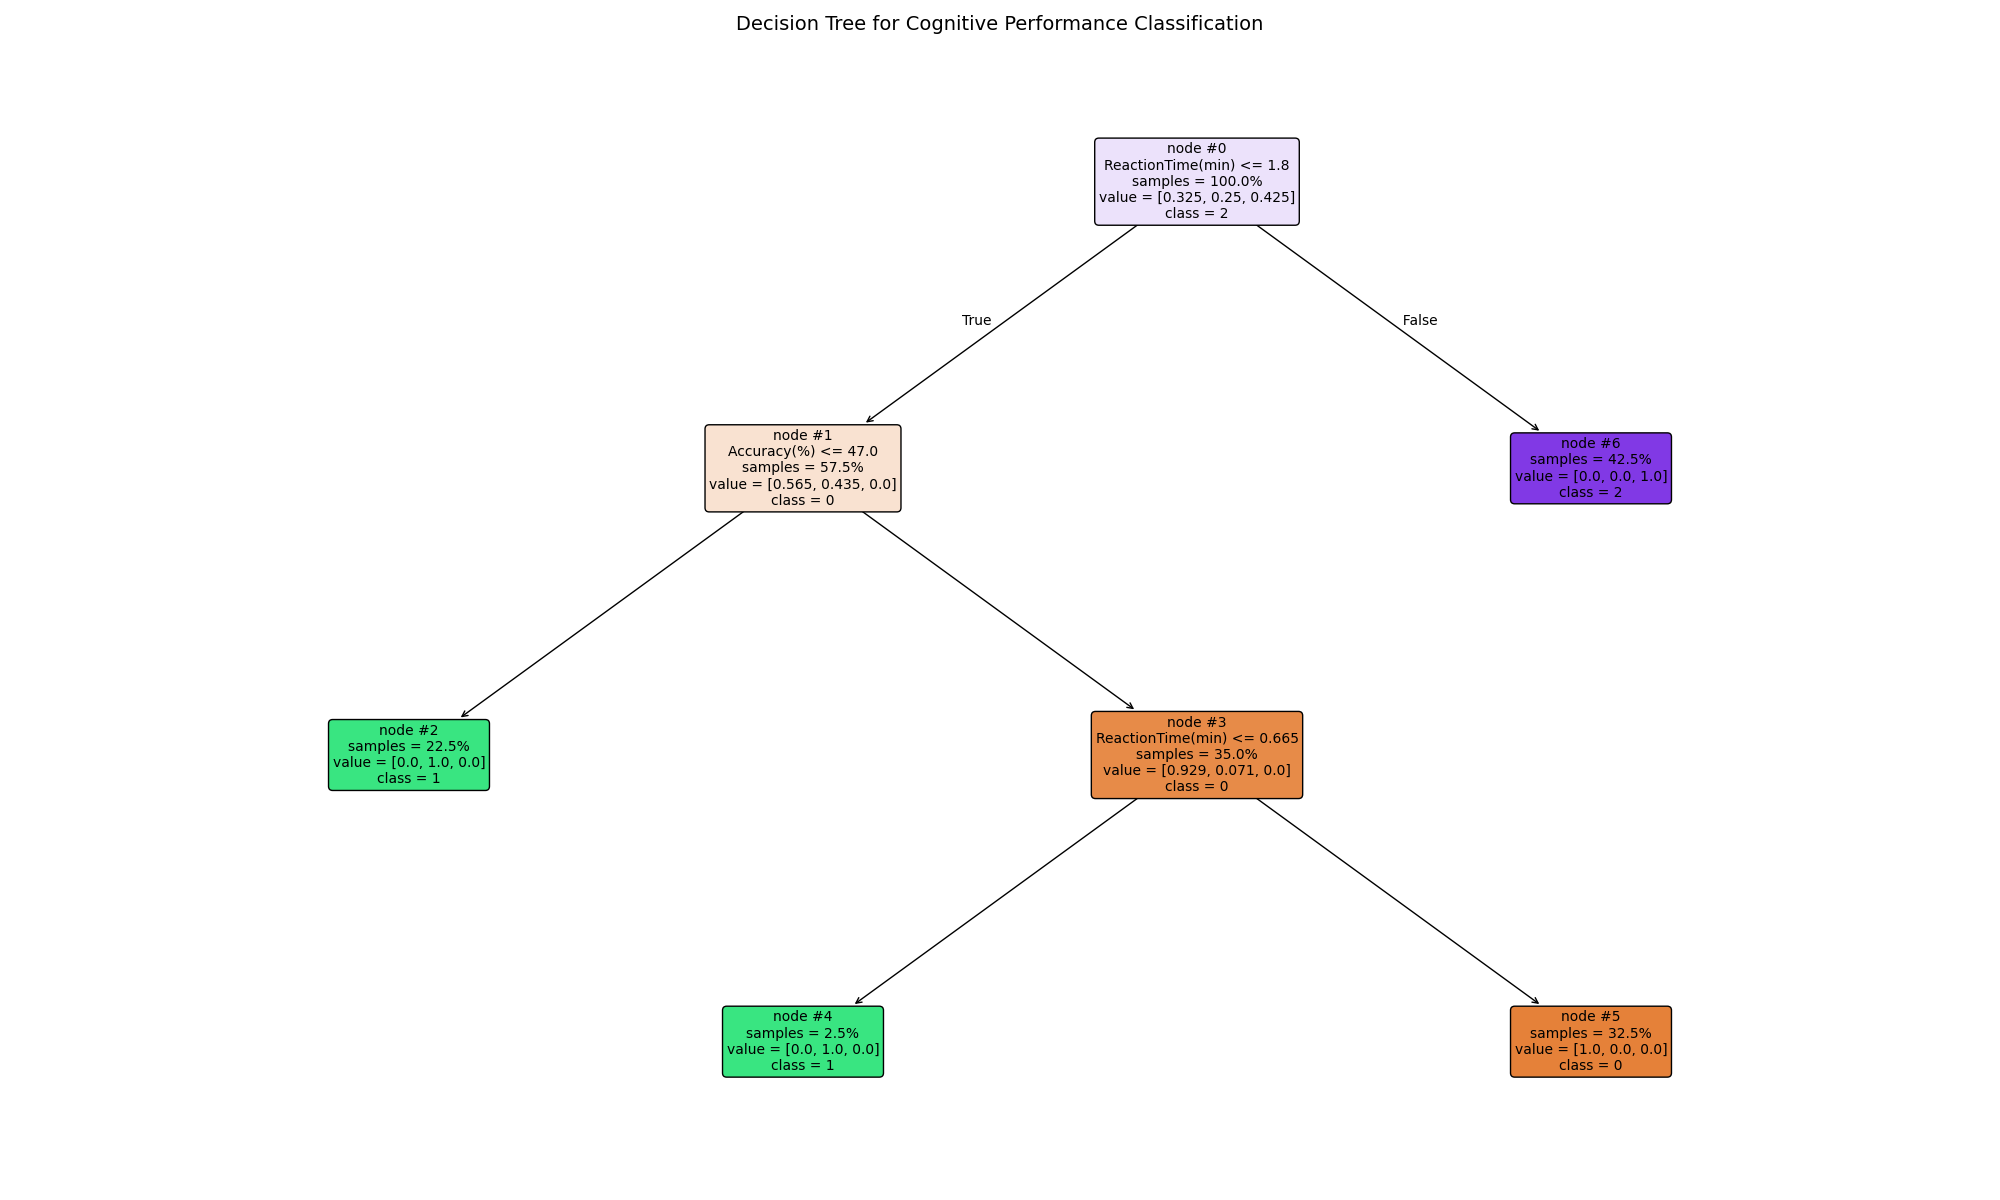 Decision Tree for Cognitive Performance Classification
node #0
ReactionTime(min) <= 1.8
samples = 100.0%
value = [0.325, 0.25, 0.425]
class = 2
True
False
node #1
Accuracy(%) <= 47.0
samples = 57.5%
value = [0.565, 0.435, 0.0]
class = 0
node #6
samples = 42.5%
value = [0.0, 0.0, 1.0]
class = 2
node #2
samples = 22.5%
value = [0.0, 1.0, 0.0]
class = 1
node #3
ReactionTime(min) <= 0.665
samples = 35.0%
value = [0.929, 0.071, 0.0]
class = 0
node #4
samples = 2.5%
value = [0.0, 1.0, 0.0]
class = 1
node #5
samples = 32.5%
value = [1.0, 0.0, 0.0]
class = 0